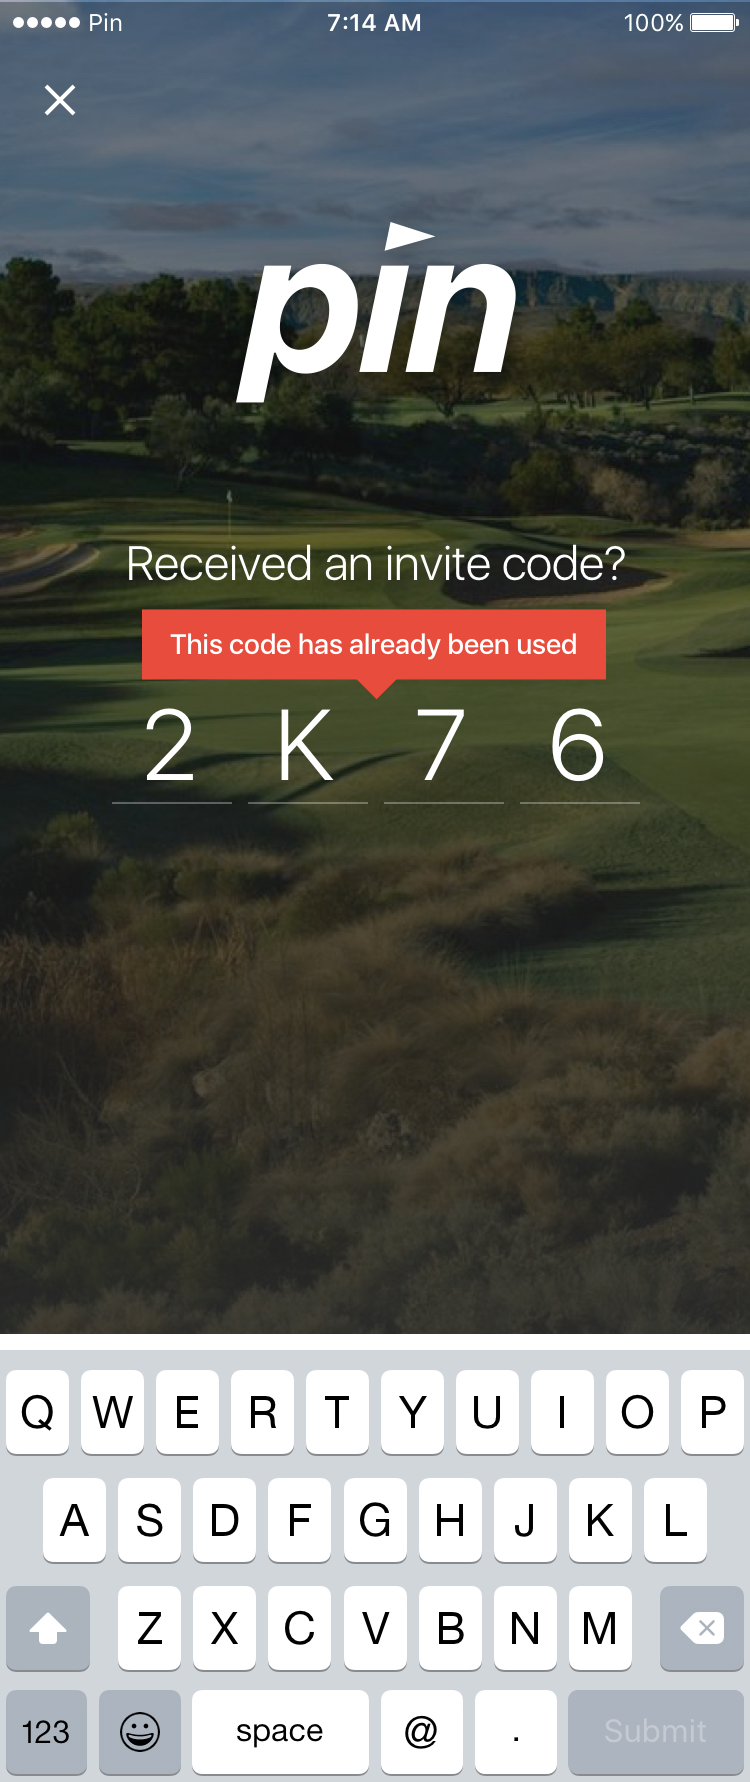 Pin 7:14 AM 100%
pin
Received an invite code?
This code has already been used
2 K 7 6
Q W E R T Y U I O P
A S D F G H J K L
Z X C V B N M
123 space @ . Submit